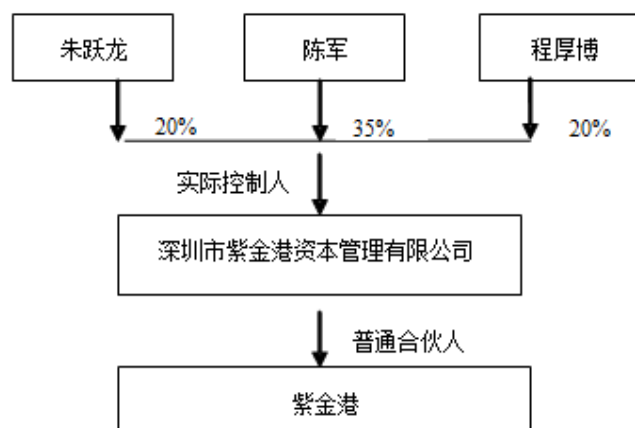 朱跃龙
陈军
程厚博
20%
35%
20%
实际控制人
深圳市紫金港资本管理有限公司
普通合伙人
紫金港